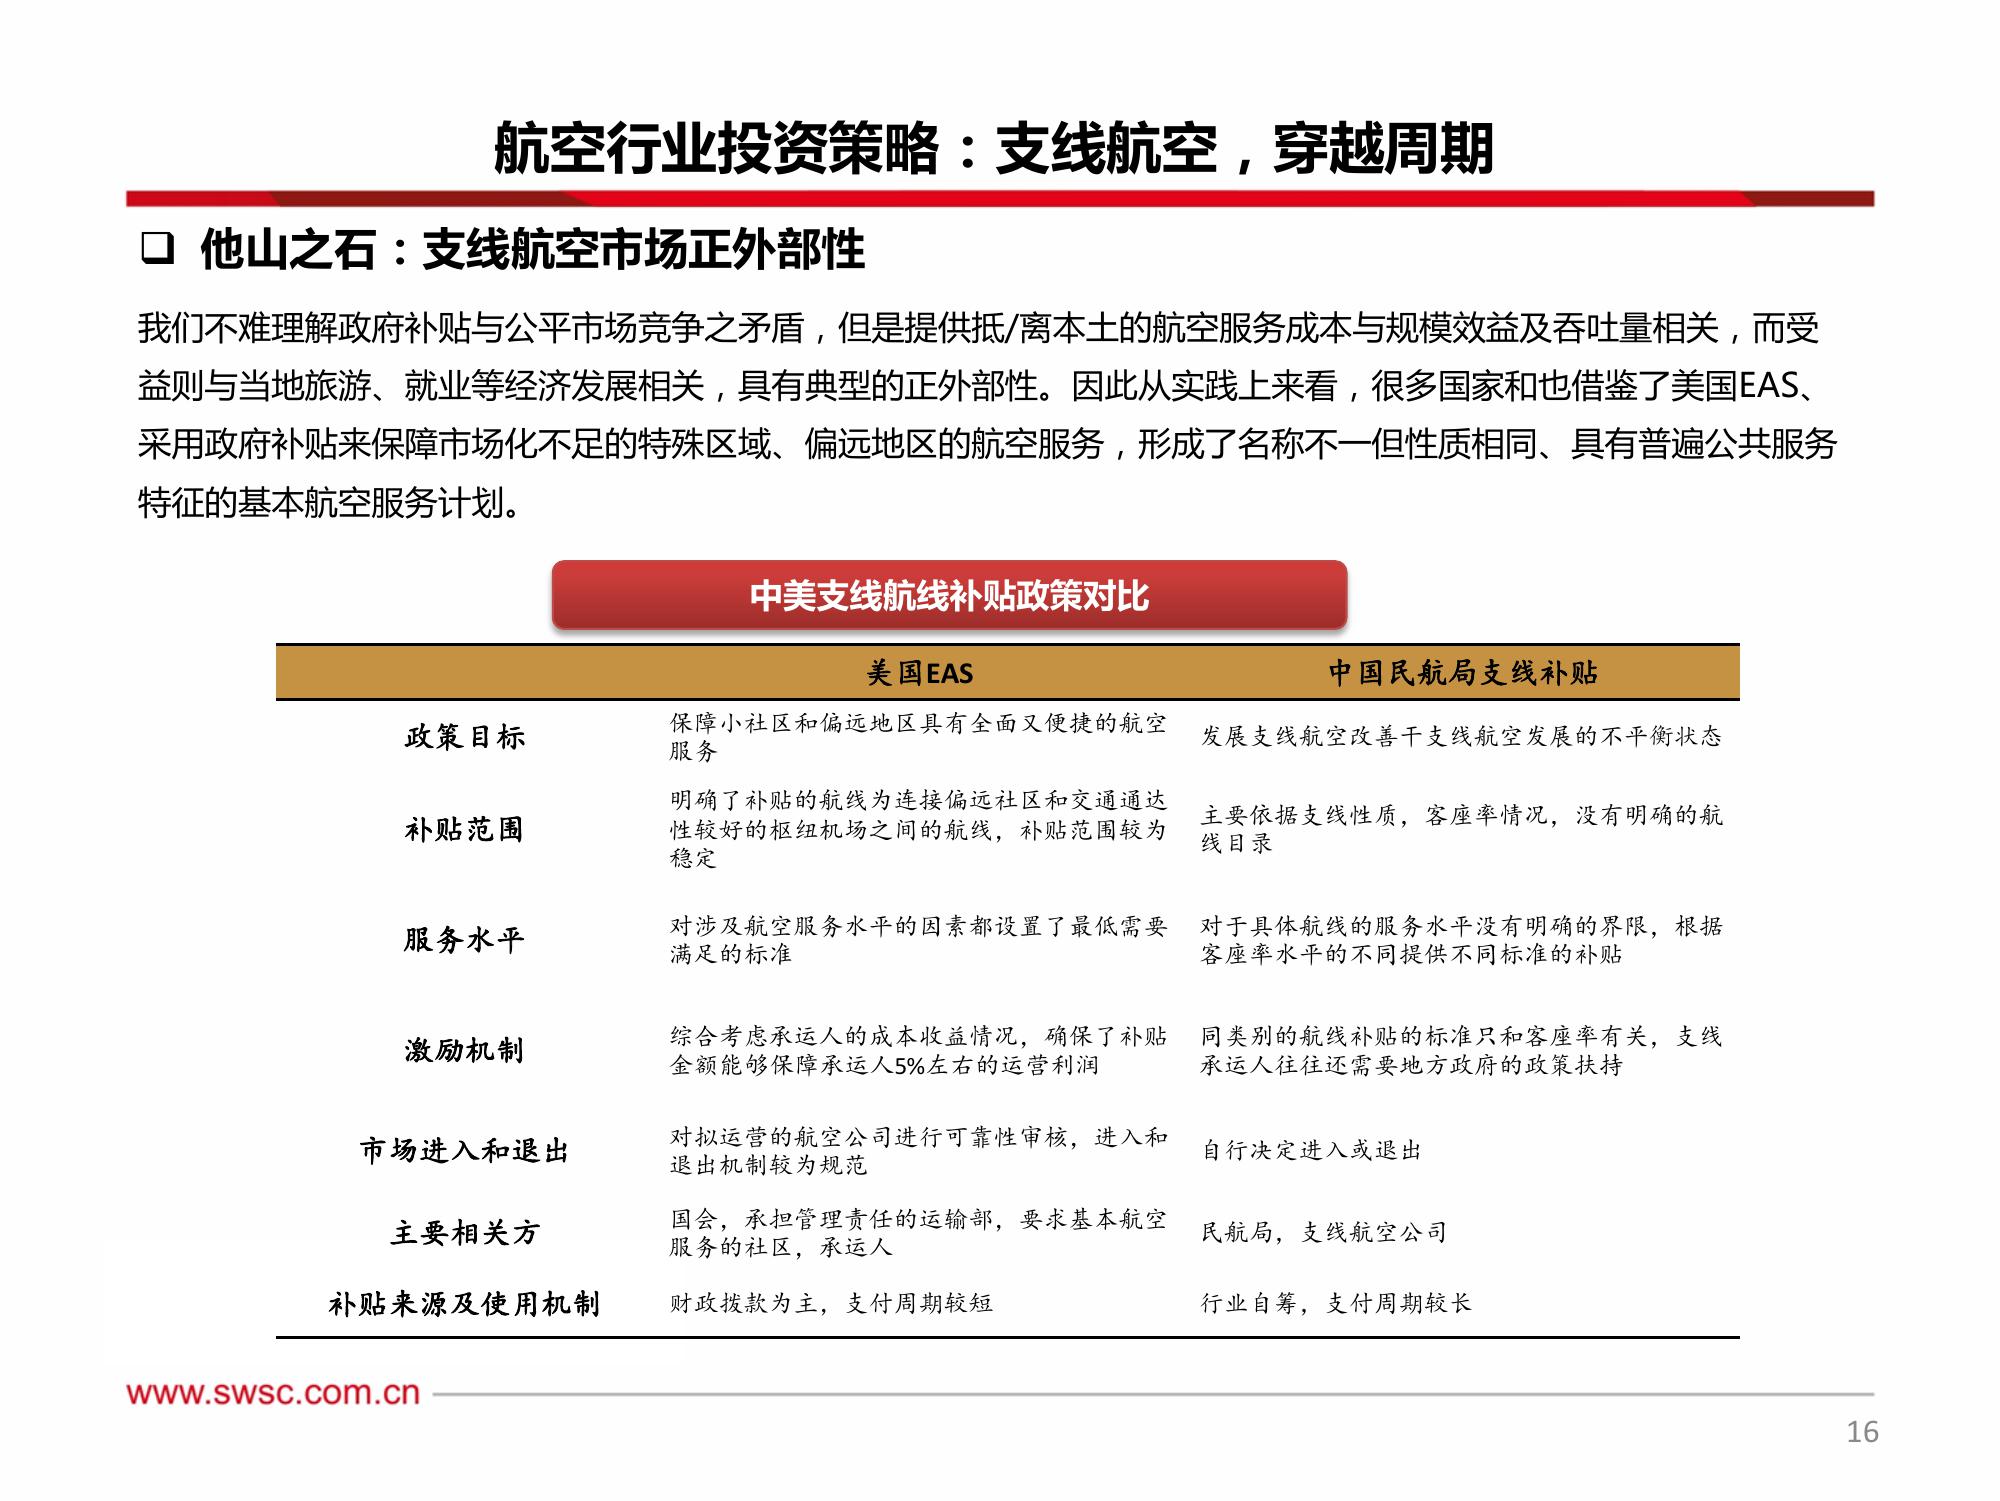 航空行业投资策略：支线航空，穿越周期
❑ 他山之石：支线航空市场正外部性
我们不难理解政府补贴与公平市场竞争之矛盾，但是提供抵/离本土的航空服务成本与规模效益及吞吐量相关，而受
益则与当地旅游、就业等经济发展相关，具有典型的正外部性。因此从实践上来看，很多国家和也借鉴了美国EAS、
采用政府补贴来保障市场化不足的特殊区域、偏远地区的航空服务，形成了名称不一但性质相同、具有普遍公共服务
特征的基本航空服务计划。
中美支线航线补贴政策对比
美国EAS 中国民航局支线补贴
政策目标
保障小社区和偏远地区具有全面又便捷的航空
服务
发展支线航空改善干支线航空发展的不平衡状态
补贴范围
明确了补贴的航线为连接偏远社区和交通通达
性较好的枢纽机场之间的航线，补贴范围较为
稳定
主要依据支线性质，客座率情况，没有明确的航
线目录
服务水平
对涉及航空服务水平的因素都设置了最低需要
满足的标准
对于具体航线的服务水平没有明确的界限，根据
客座率水平的不同提供不同标准的补贴
激励机制
综合考虑承运人的成本收益情况，确保了补贴
金额能够保障承运人5%左右的运营利润
同类别的航线补贴的标准只和客座率有关，支线
承运人往往还需要地方政府的政策扶持
市场进入和退出
对拟运营的航空公司进行可靠性审核，进入和
退出机制较为规范
自行决定进入或退出
主要相关方
国会，承担管理责任的运输部，要求基本航空
服务的社区，承运人
民航局，支线航空公司
补贴来源及使用机制
财政拨款为主，支付周期较短
行业自筹，支付周期较长
www.swsc.com.cn
16